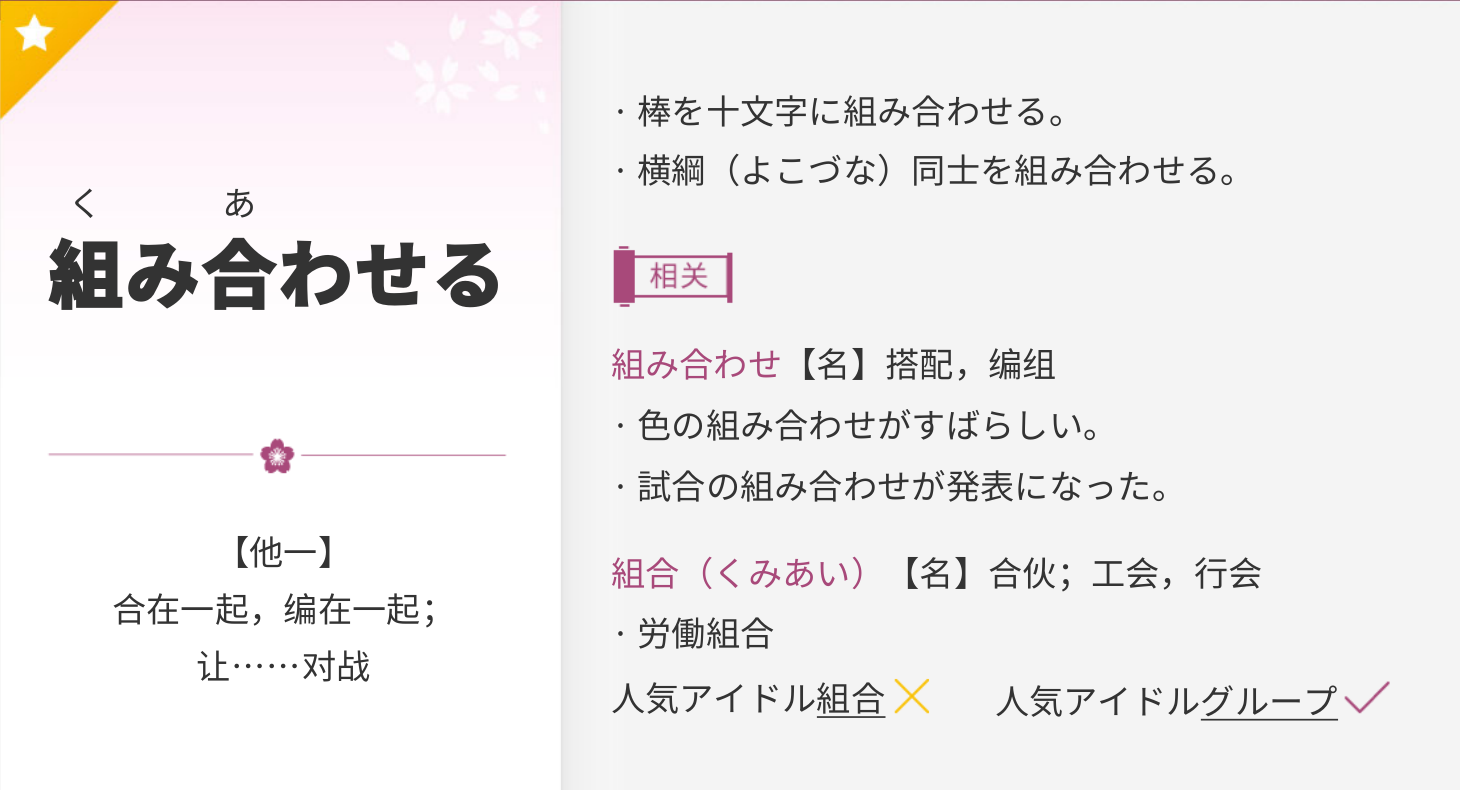 く あ
組み合わせる
【他一】
合在一起，编在一起；
让……对战
· 棒を十文字に組み合わせる。
· 横綱（よこづな）同士を組み合わせる。
相关
組み合わせ【名】搭配，编组
· 色の組み合わせがすばらしい。
· 試合の組み合わせが発表になった。
組合（くみあい）【名】合伙；工会，行会
· 労働組合
人気アイドル組合 人気アイドルグループ